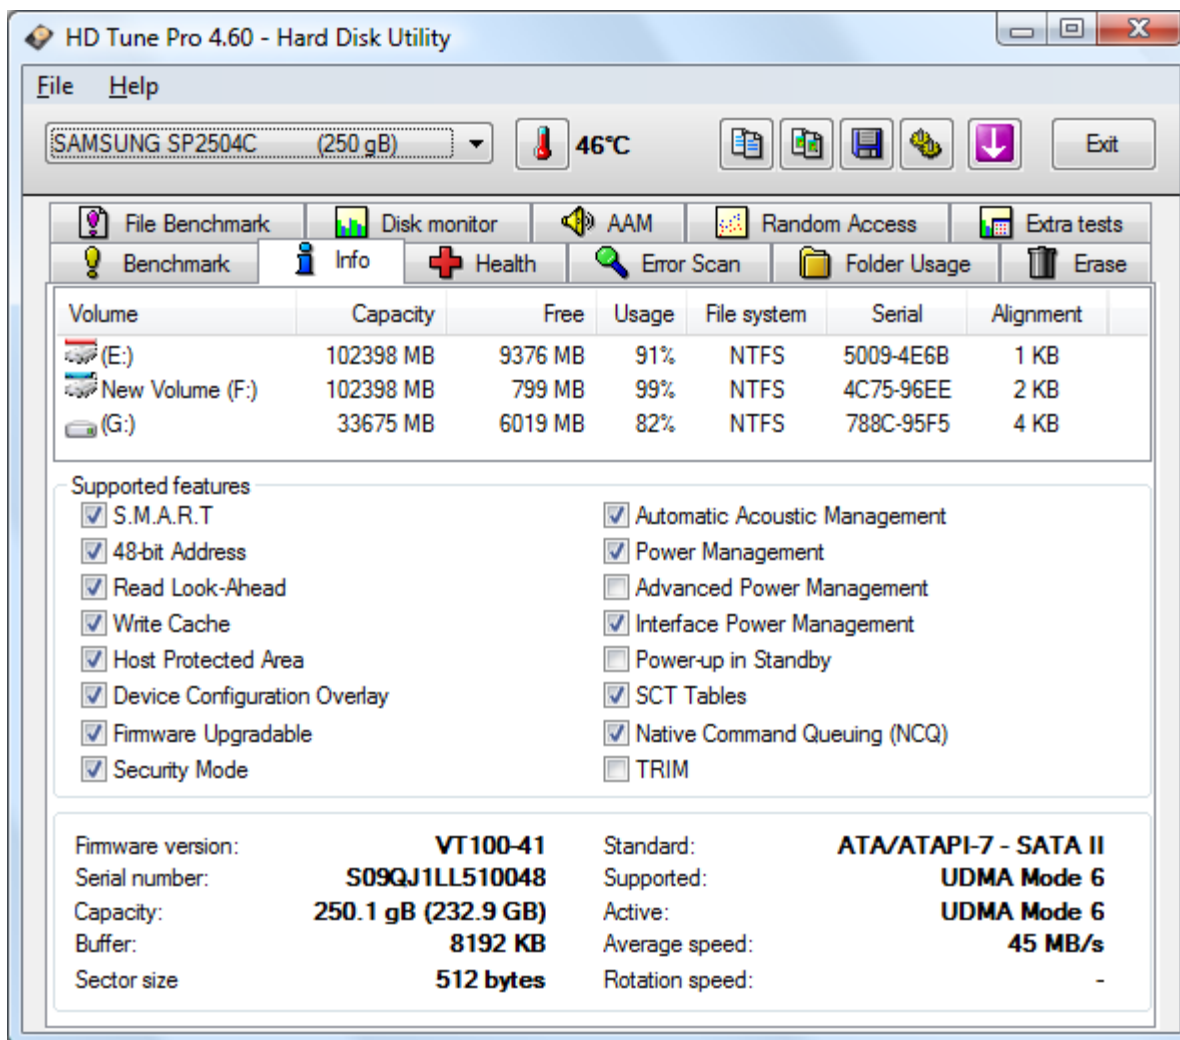 HD Tune Pro 4.60 - Hard Disk Utility
File Help
SAMSUNG SP2504C (250 gB) 46°C Exit
File Benchmark Disk monitor AAM Random Access Extra tests
Benchmark Info Health Error Scan Folder Usage Erase
Volume Capacity Free Usage File system Serial Alignment
(E:) 102398 MB 9376 MB 91% NTFS 5009-4E6B 1 KB
New Volume (F:) 102398 MB 799 MB 99% NTFS 4C75-96EE 2 KB
(G:) 33675 MB 6019 MB 82% NTFS 788C-95F5 4 KB
Supported features
S.M.A.R.T Automatic Acoustic Management
48-bit Address Power Management
Read Look-Ahead Advanced Power Management
Write Cache Interface Power Management
Host Protected Area Power-up in Standby
Device Configuration Overlay SCT Tables
Firmware Upgradable Native Command Queuing (NCQ)
Security Mode TRIM
Firmware version: VT100-41 Standard: ATA/ATAPI-7 - SATA II
Serial number: S09QJ1LL510048 Supported: UDMA Mode 6
Capacity: 250.1 gB (232.9 GB) Active: UDMA Mode 6
Buffer: 8192 KB Average speed: 45 MB/s
Sector size 512 bytes Rotation speed: -